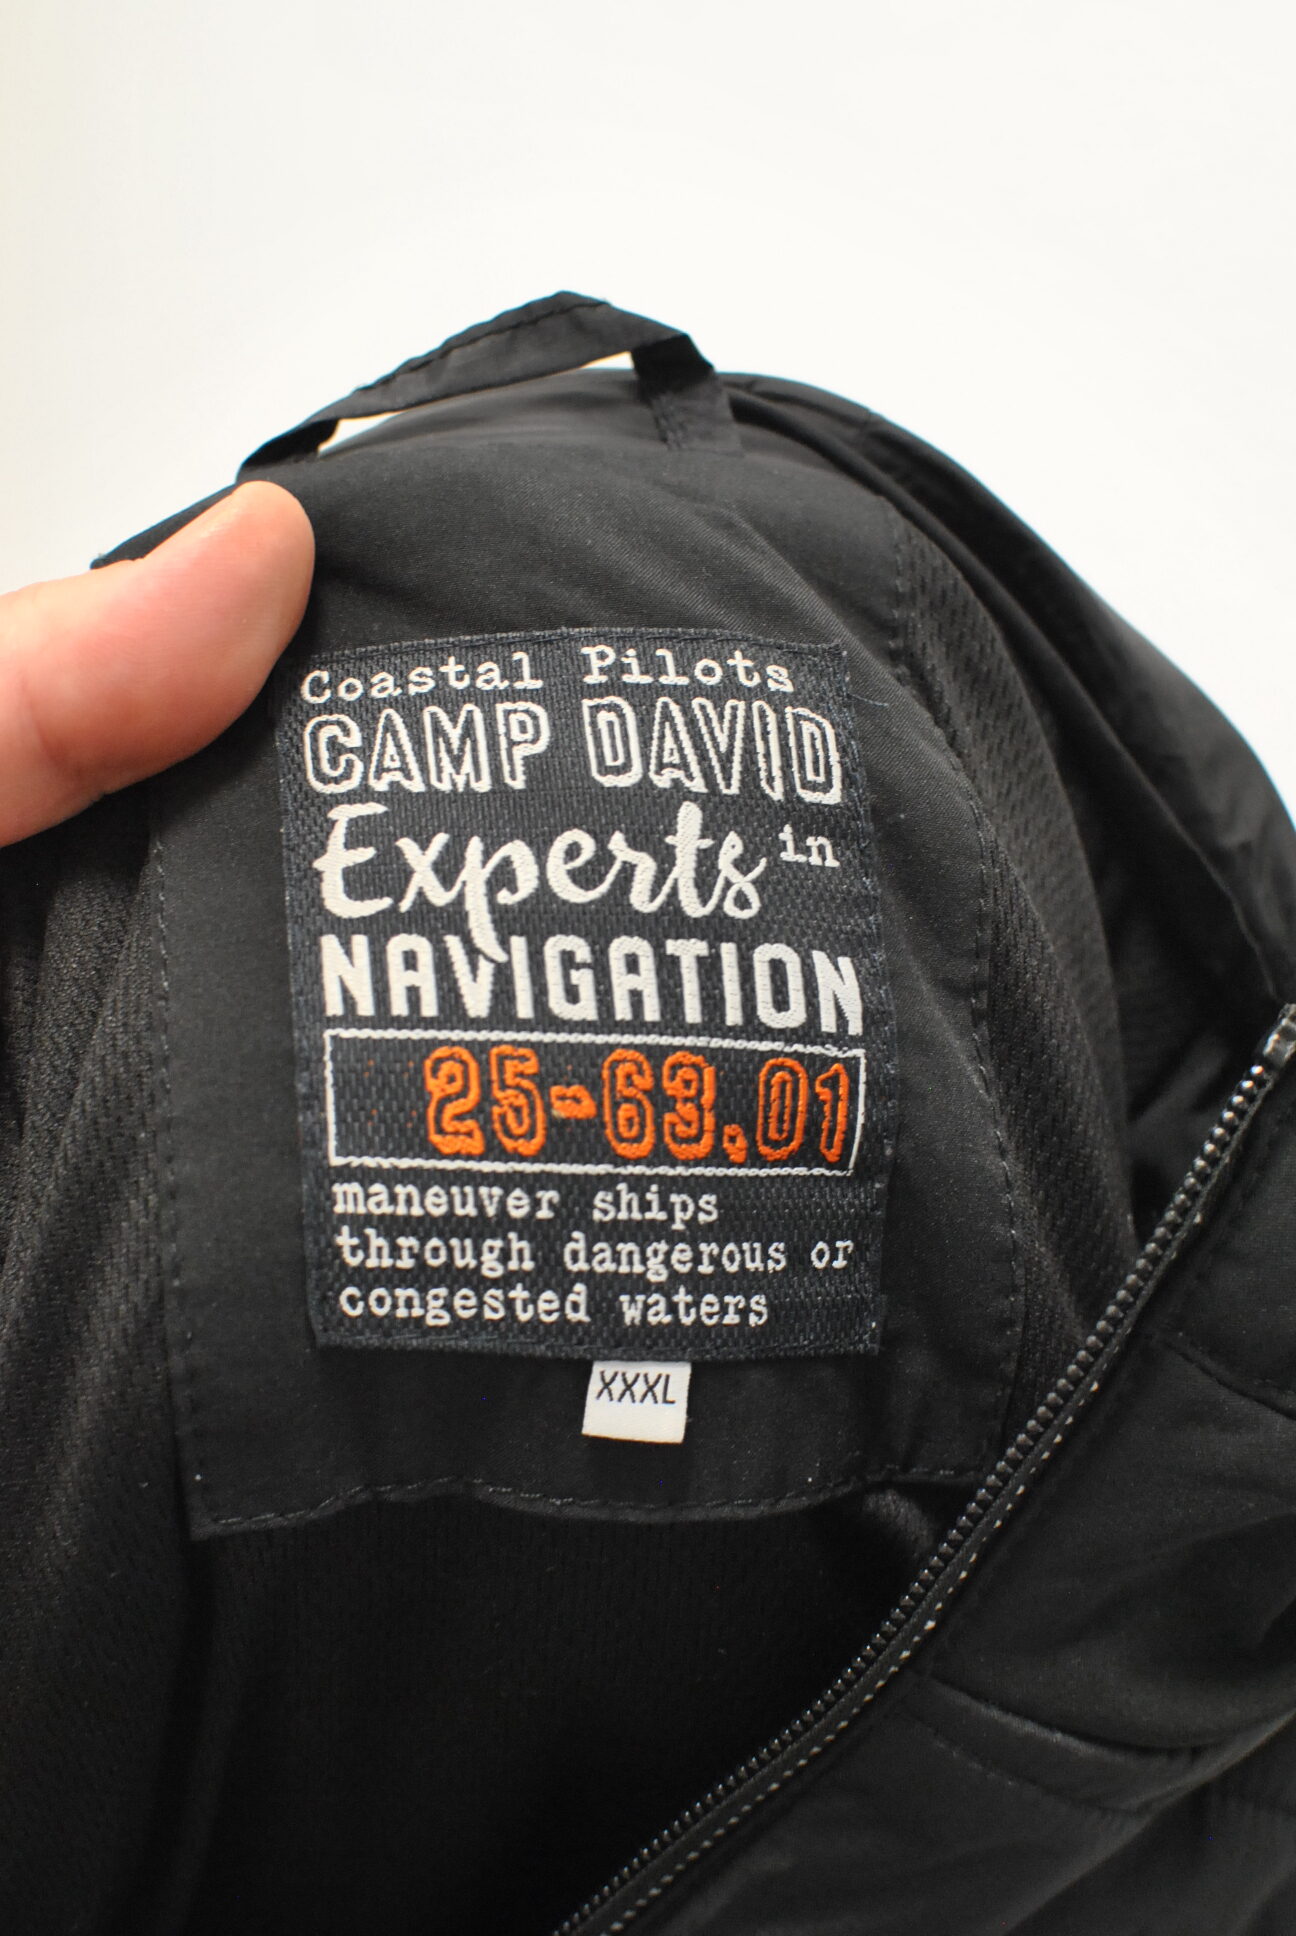 Coastal Pilots
CAMP DAVID
Experts in
NAVIGATION
25-63.01
maneuver ships
through dangerous or
congested waters
XXXL